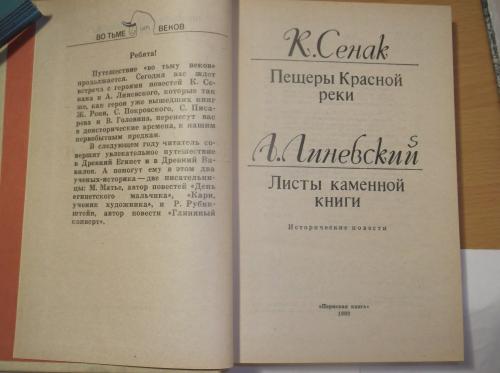 ВО ТЬМЕ ВЕКОВ
Ребята!
Путешествие «во тьму веков»
продолжается. Сегодня вас ждет
встреча с героями повестей К. Се-
нака и А. Линевского, которые так
же, как герои уже вышедших книг
Ж. Рони, С. Покровского, С. Писа-
рева и В. Головина, перенесут вас
в доисторические времена, к нашим
первобытным предкам.
В следующем году читатель со-
вершит увлекательное путешествие
в Древний Египет и в Древний Ва-
вилон. А помогут ему в этом два
ученых-историка — две писательни-
цы: М. Матье, автор повестей «День
египетского мальчика», «Кари,
ученик художника», и Р. Рубин-
штейн, автор повести «Глиняный
конверт».
К. Сенак
Пещеры Красной
реки
А. Линевский
Листы каменной
книги
Исторические повести
«Пермская книга»